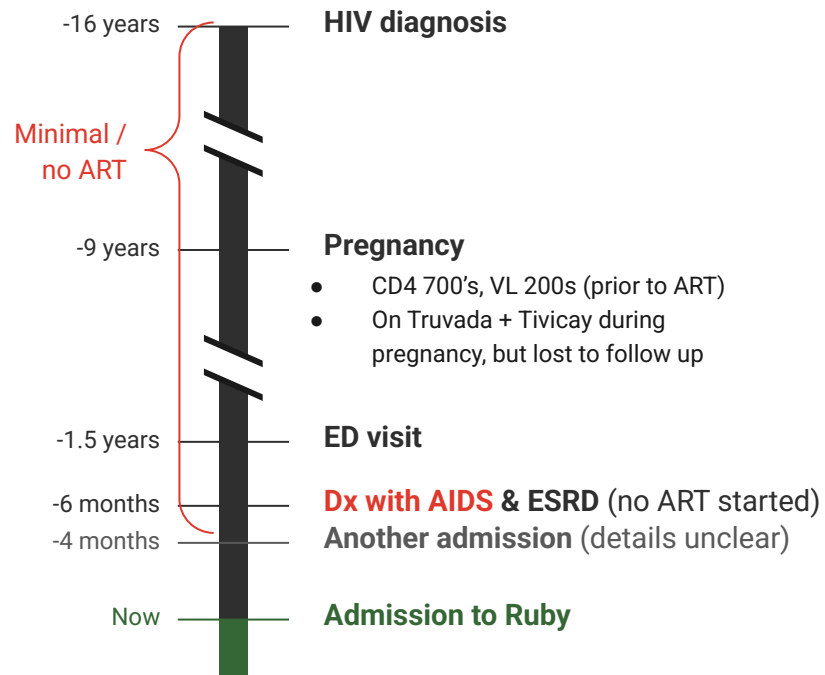 -16 years HIV diagnosis
Minimal /
no ART
-9 years Pregnancy
● CD4 700’s, VL 200s (prior to ART)
● On Truvada + Tivicay during
pregnancy, but lost to follow up
-1.5 years ED visit
-6 months Dx with AIDS & ESRD (no ART started)
-4 months Another admission (details unclear)
Now Admission to Ruby